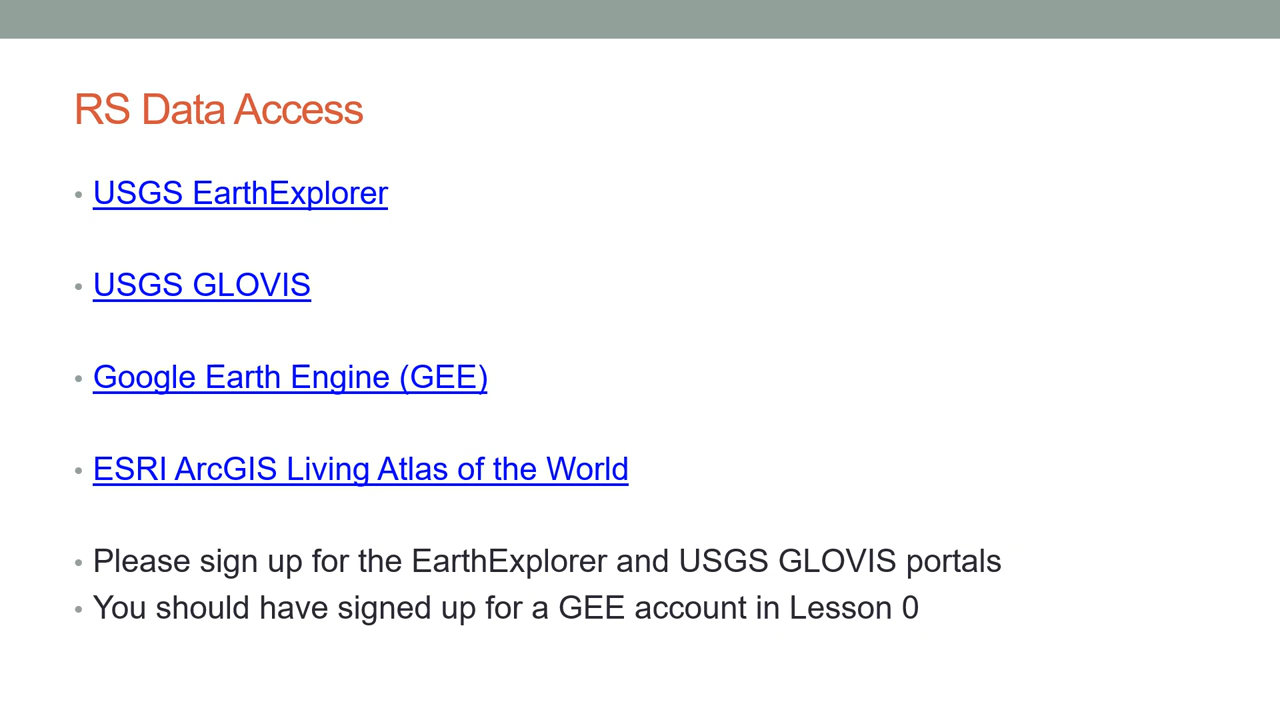 RS Data Access
• USGS EarthExplorer
• USGS GLOVIS
• Google Earth Engine (GEE)
• ESRI ArcGIS Living Atlas of the World
• Please sign up for the EarthExplorer and USGS GLOVIS portals
• You should have signed up for a GEE account in Lesson 0